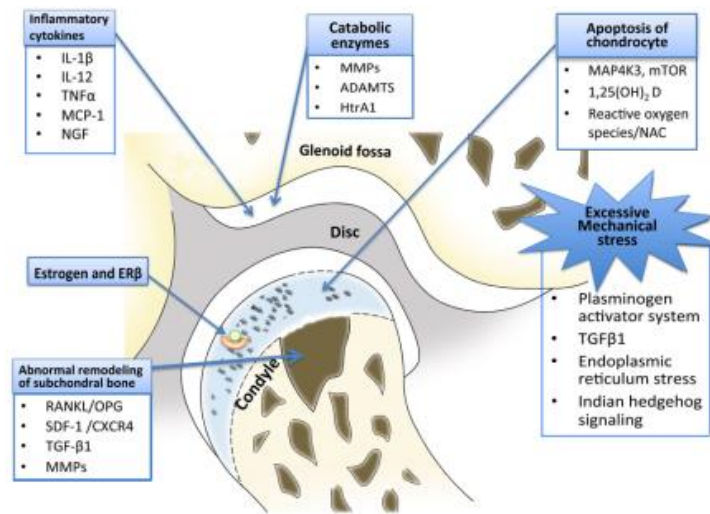 Inflammatory
cytokines
• IL-1β
• IL-12
• TNFα
• MCP-1
• NGF
Catabolic
enzymes
• MMPs
• ADAMTS
• HtrA1
Apoptosis of
chondrocyte
• MAP4K3, mTOR
• 1,25(OH)₂ D
• Reactive oxygen
species/NAC
Glenoid fossa
Disc
Excessive
Mechanical
stress
• Plasminogen
activator system
• TGFβ1
• Endoplasmic
reticulum stress
• Indian hedgehog
signaling
Estrogen and ERβ
Abnormal remodeling
of subchondral bone
• RANKL/OPG
• SDF-1 /CXCR4
• TGF-β1
• MMPs
Condyle